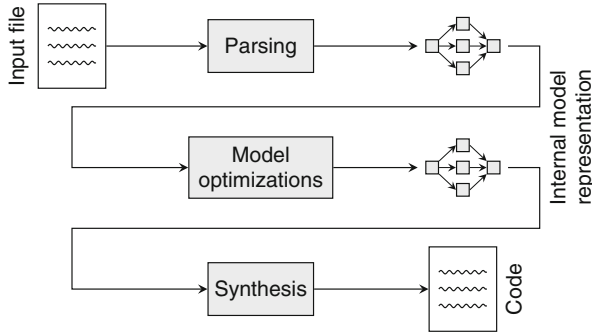 Input file
Parsing
Internal model
representation
Model
optimizations
Synthesis
Code